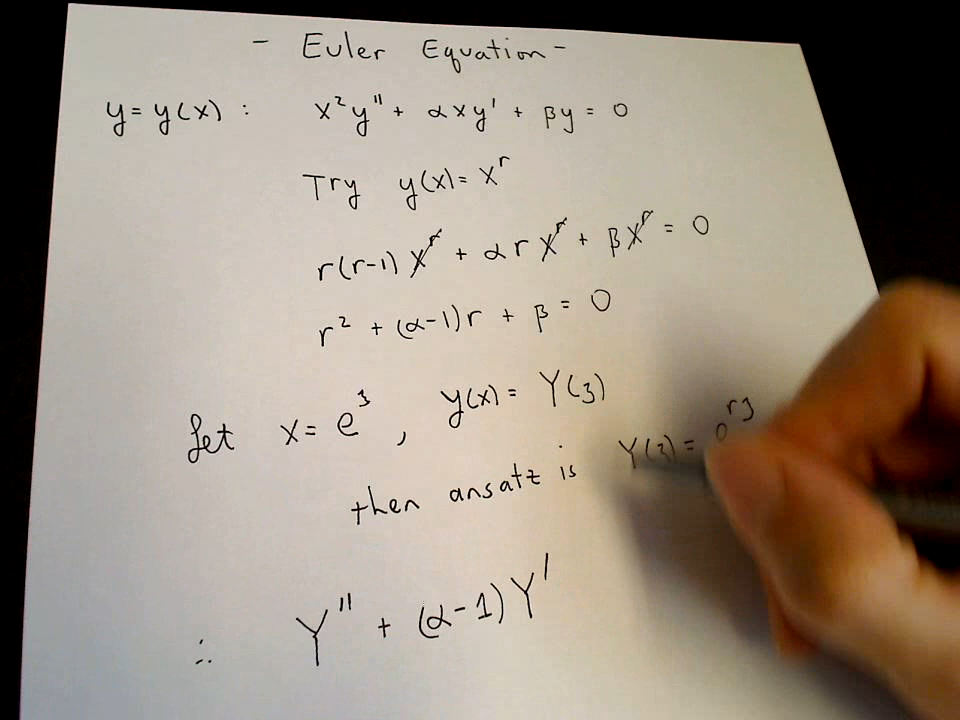 - Euler Equation -
y = y(x) : x²y'' + αxy' + βy = 0
Try y(x) = x^r
r(r-1)x^r + αrx^r + βx^r = 0
r² + (α-1)r + β = 0
Let x = e^z , y(x) = Y(z)
then ansatz is Y(z) = e^rz
∴ Y'' + (α-1)Y'